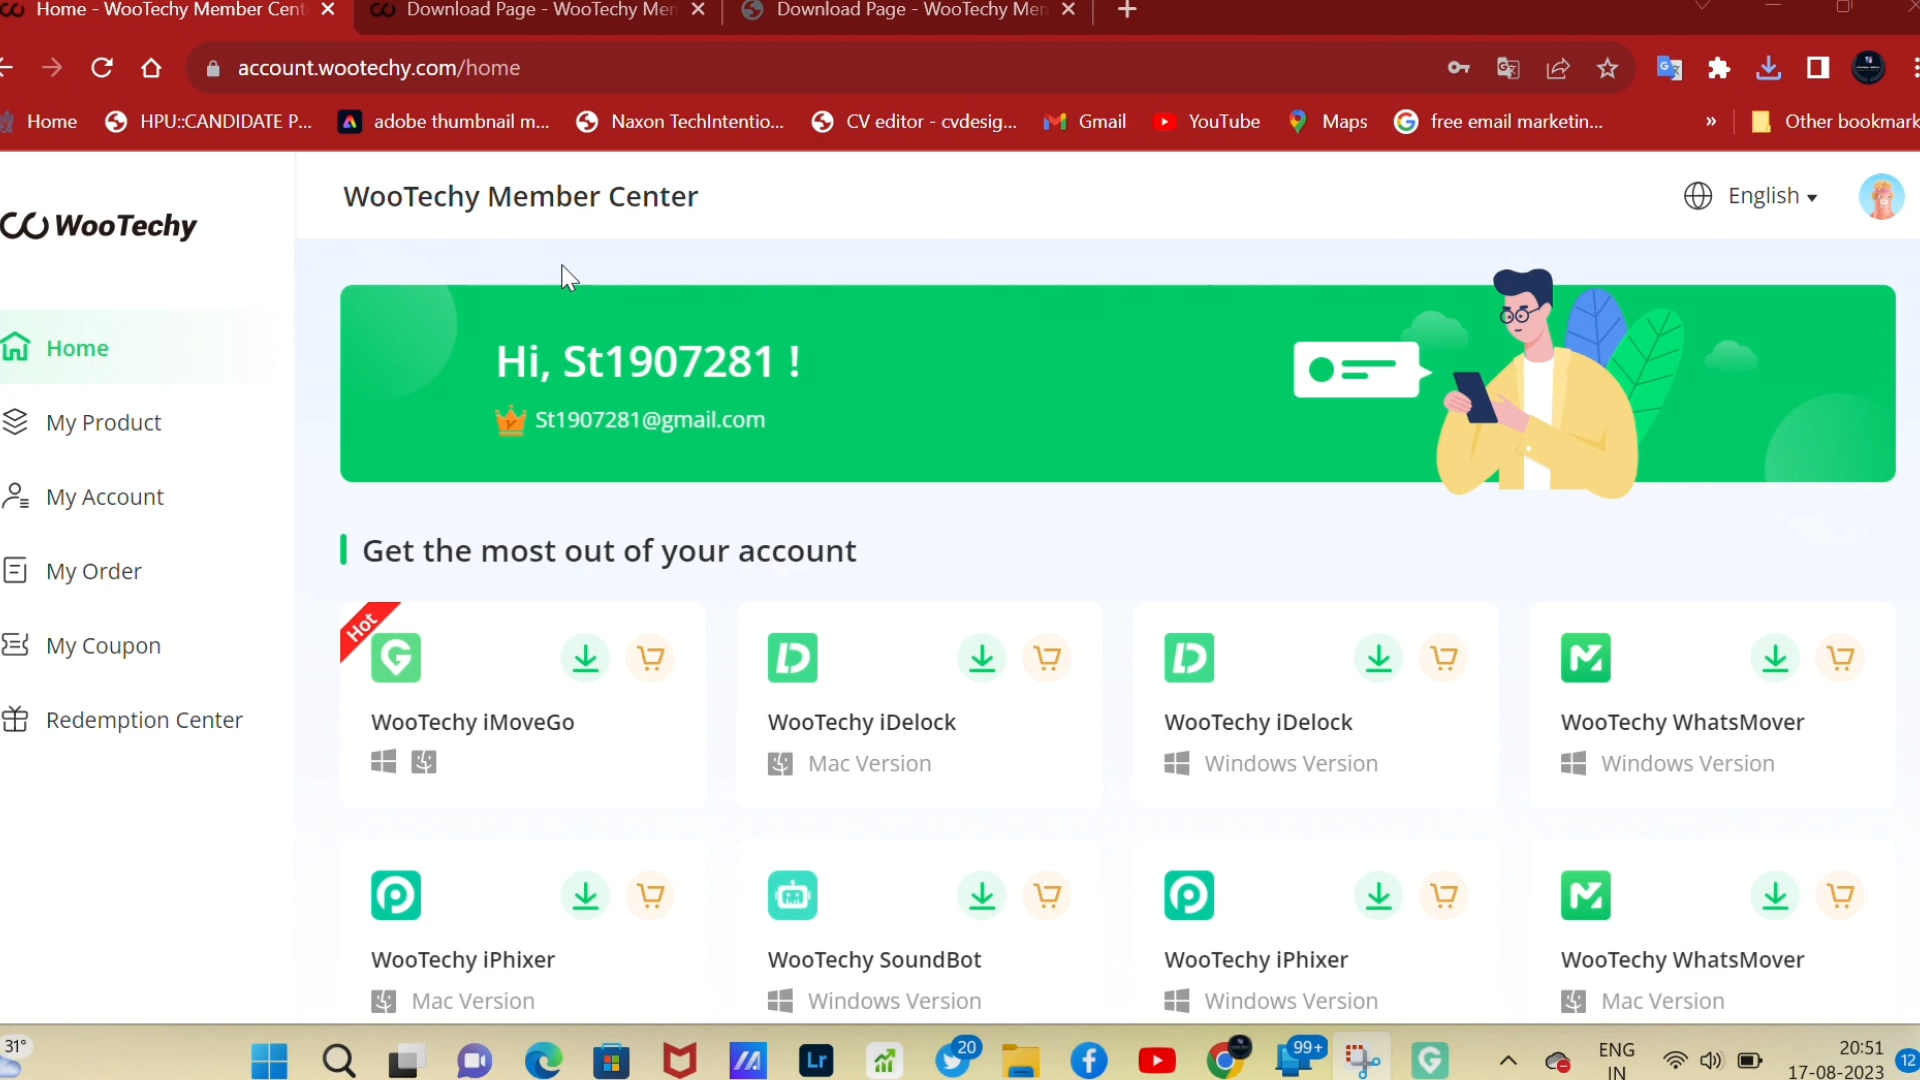 Home - WooTechy Member Cent
Download Page - WooTechy Mem
Download Page - WooTechy Mem
account.wootechy.com/home
Home
HPU::CANDIDATE P...
adobe thumbnail m...
Naxon TechIntentio...
CV editor - cvdesig...
Gmail
YouTube
Maps
free email marketin...
»
Other bookmark
WooTechy
WooTechy Member Center
English
Home
My Product
My Account
My Order
My Coupon
Redemption Center
Hi, St1907281 !
St1907281@gmail.com
Get the most out of your account
Hot
WooTechy iMoveGo
WooTechy iDelock
Mac Version
WooTechy iDelock
Windows Version
WooTechy WhatsMover
Windows Version
WooTechy iPhixer
Mac Version
WooTechy SoundBot
Windows Version
WooTechy iPhixer
Windows Version
WooTechy WhatsMover
Mac Version
31°
Lr
20
99+
ENG
IN
20:51
17-08-2023
12